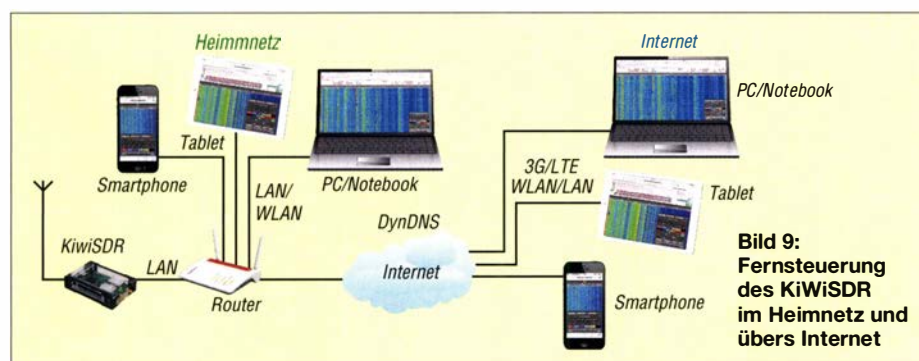 Heimmnetz
Internet
PC/Notebook
Tablet
Smartphone
LAN/
WLAN
PC/Notebook
3G/LTE
WLAN/LAN
Tablet
DynDNS
KiwiSDR
LAN
Router
Internet
Smartphone
Bild 9:
Fernsteuerung
des KiWiSDR
im Heimnetz und
übers Internet